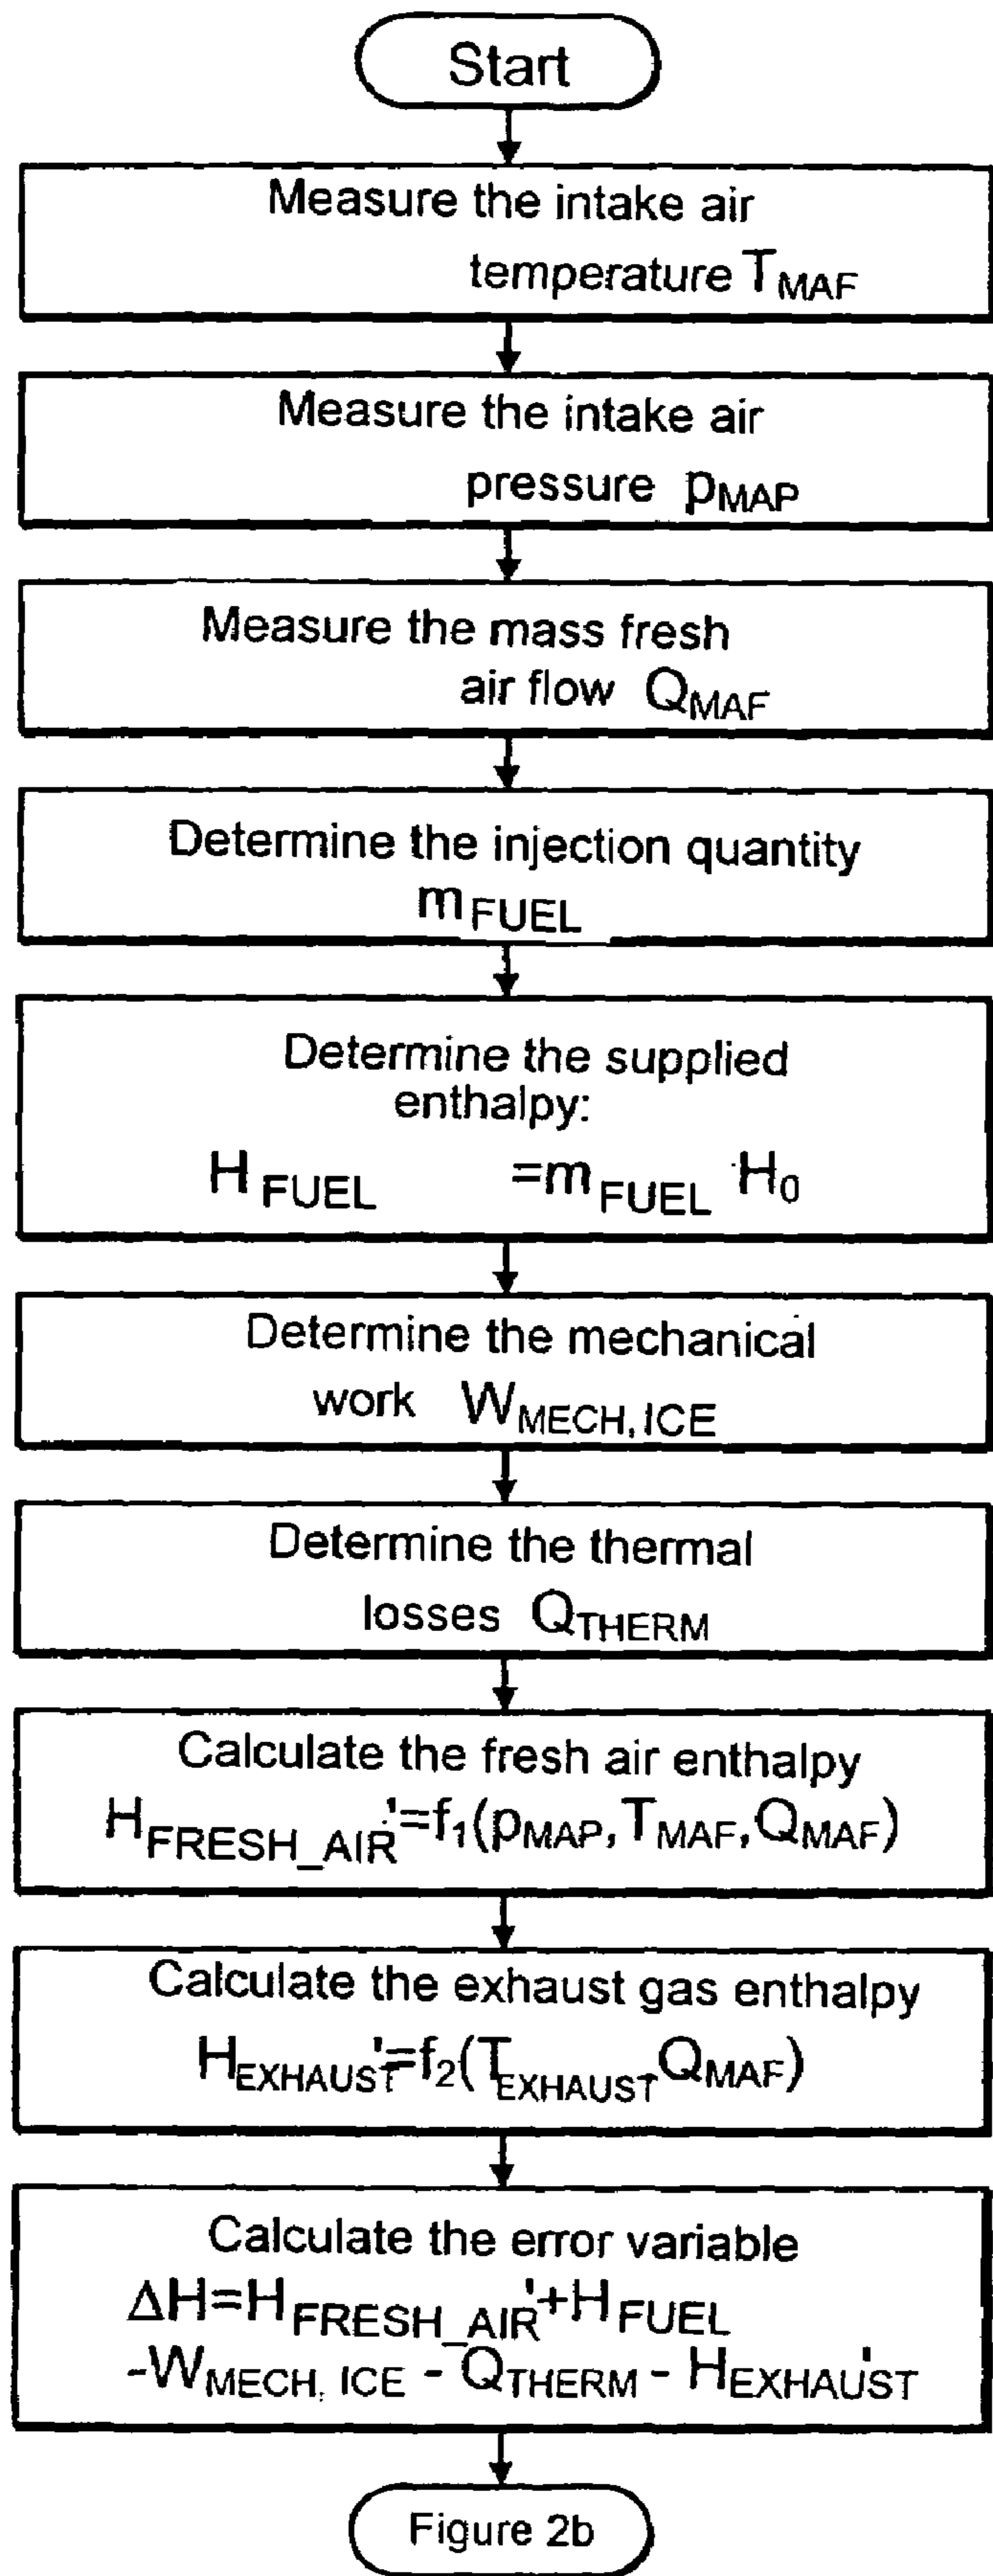 Start
Measure the intake air
temperature T_MAF
Measure the intake air
pressure p_MAP
Measure the mass fresh
air flow Q_MAF
Determine the injection quantity
m_FUEL
Determine the supplied
enthalpy:
H_FUEL =m_FUEL ·H_0
Determine the mechanical
work W_MECH, ICE
Determine the thermal
losses Q_THERM
Calculate the fresh air enthalpy
H_FRESH_AIR'=f_1(p_MAP,T_MAF,Q_MAF)
Calculate the exhaust gas enthalpy
H_EXHAUST'=f_2(T_EXHAUST,Q_MAF)
Calculate the error variable
ΔH=H_FRESH_AIR'+H_FUEL
-W_MECH, ICE - Q_THERM - H_EXHAUST'
Figure 2b